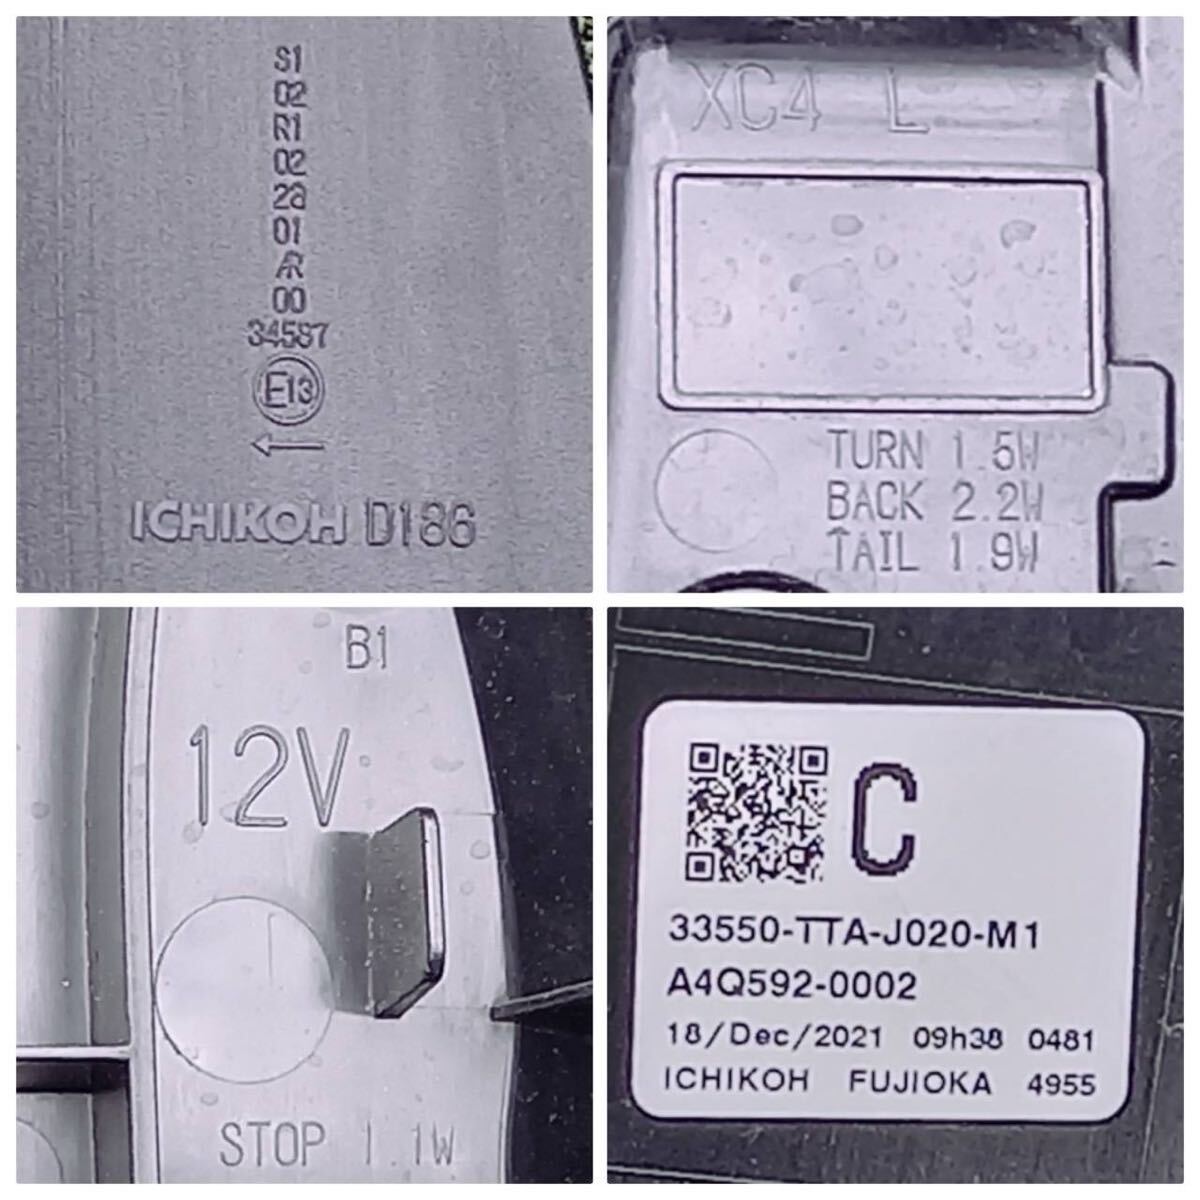 S1
02
R1
02
2a
01
AR
00
34587
E13
←
ICHIKOH D186
XC4 L
TURN 1.5W
BACK 2.2W
TAIL 1.9W
B1
12V
STOP 1.1W
C
33550-TTA-J020-M1
A4Q592-0002
18/Dec/2021 09h38 0481
ICHIKOH FUJIOKA 4955